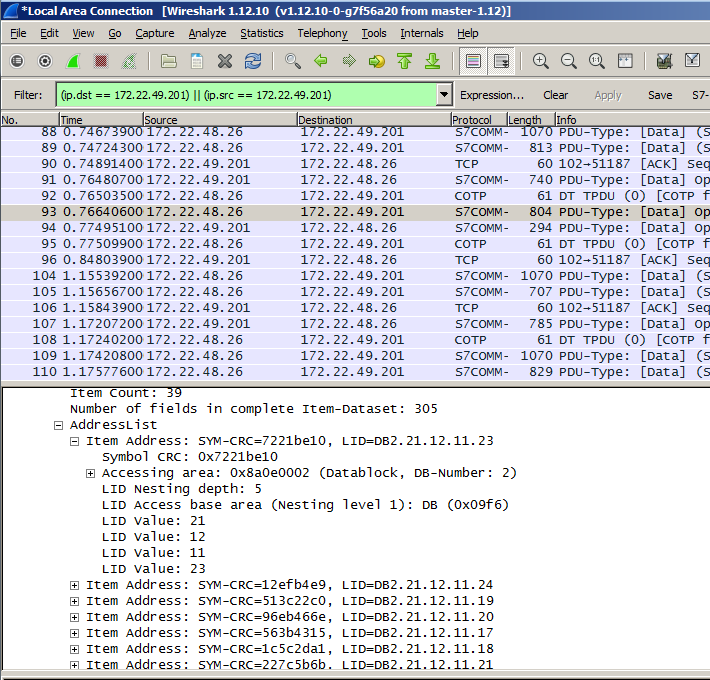 *Local Area Connection [Wireshark 1.12.10 (v1.12.10-0-g7f56a20 from master-1.12)]
File Edit View Go Capture Analyze Statistics Telephony Tools Internals Help
Filter: (ip.dst == 172.22.49.201) || (ip.src == 172.22.49.201) Expression... Clear Apply Save S7-
No. Time Source Destination Protocol Length Info
88 0.74673900 172.22.48.26 172.22.49.201 S7COMM- 1070 PDU-Type: [Data] (S
89 0.74724300 172.22.48.26 172.22.49.201 S7COMM- 813 PDU-Type: [Data] (S
90 0.74891400 172.22.49.201 172.22.48.26 TCP 60 102→51187 [ACK] Seq
91 0.76480700 172.22.49.201 172.22.48.26 S7COMM- 740 PDU-Type: [Data] Op
92 0.76503500 172.22.48.26 172.22.49.201 COTP 61 DT TPDU (0) [COTP f
93 0.76640600 172.22.48.26 172.22.49.201 S7COMM- 804 PDU-Type: [Data] Op
94 0.77495100 172.22.49.201 172.22.48.26 S7COMM- 294 PDU-Type: [Data] Op
95 0.77509900 172.22.48.26 172.22.49.201 COTP 61 DT TPDU (0) [COTP f
96 0.84803900 172.22.49.201 172.22.48.26 TCP 60 102→51187 [ACK] Seq
104 1.15539200 172.22.48.26 172.22.49.201 S7COMM- 1070 PDU-Type: [Data] (S
105 1.15656700 172.22.48.26 172.22.49.201 S7COMM- 707 PDU-Type: [Data] (S
106 1.15843900 172.22.49.201 172.22.48.26 TCP 60 102→51187 [ACK] Seq
107 1.17207200 172.22.49.201 172.22.48.26 S7COMM- 785 PDU-Type: [Data] Op
108 1.17240200 172.22.48.26 172.22.49.201 COTP 61 DT TPDU (0) [COTP f
109 1.17420800 172.22.48.26 172.22.49.201 S7COMM- 1070 PDU-Type: [Data] (S
110 1.17577600 172.22.48.26 172.22.49.201 S7COMM- 829 PDU-Type: [Data] (S
Item Count: 39
Number of fields in complete Item-Dataset: 305
AddressList
Item Address: SYM-CRC=7221be10, LID=DB2.21.12.11.23
Symbol CRC: 0x7221be10
Accessing area: 0x8a0e0002 (Datablock, DB-Number: 2)
LID Nesting depth: 5
LID Access base area (Nesting level 1): DB (0x09f6)
LID Value: 21
LID Value: 12
LID Value: 11
LID Value: 23
Item Address: SYM-CRC=12efb4e9, LID=DB2.21.12.11.24
Item Address: SYM-CRC=513c22c0, LID=DB2.21.12.11.19
Item Address: SYM-CRC=96eb466e, LID=DB2.21.12.11.20
Item Address: SYM-CRC=563b4315, LID=DB2.21.12.11.17
Item Address: SYM-CRC=1c5c2da1, LID=DB2.21.12.11.18
Item Address: SYM-CRC=227c5b6b, LID=DB2.21.12.11.21